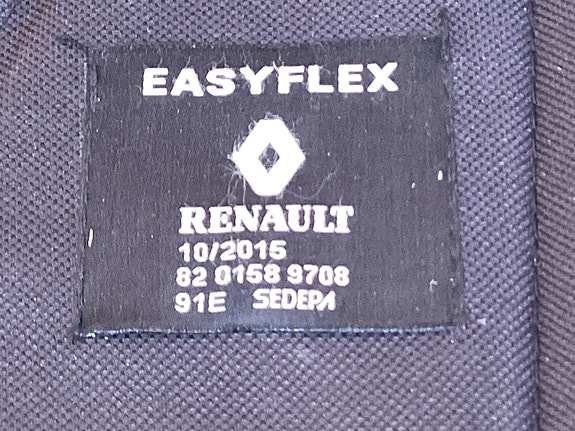 EASYFLEX
RENAULT
10/2015
82 0158 9708
91E SEDEPA